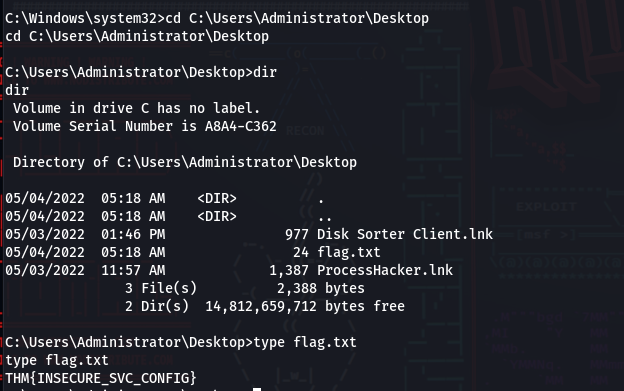 C:\Windows\system32>cd C:\Users\Administrator\Desktop
cd C:\Users\Administrator\Desktop
C:\Users\Administrator\Desktop>dir
dir
 Volume in drive C has no label.
 Volume Serial Number is A8A4-C362
 Directory of C:\Users\Administrator\Desktop
05/04/2022  05:18 AM    <DIR>          .
05/04/2022  05:18 AM    <DIR>          ..
05/03/2022  01:46 PM               977 Disk Sorter Client.lnk
05/04/2022  05:18 AM                24 flag.txt
05/03/2022  11:57 AM             1,387 ProcessHacker.lnk
               3 File(s)          2,388 bytes
               2 Dir(s)  14,812,659,712 bytes free
C:\Users\Administrator\Desktop>type flag.txt
type flag.txt
THM{INSECURE_SVC_CONFIG}
RECON
EXPLOIT